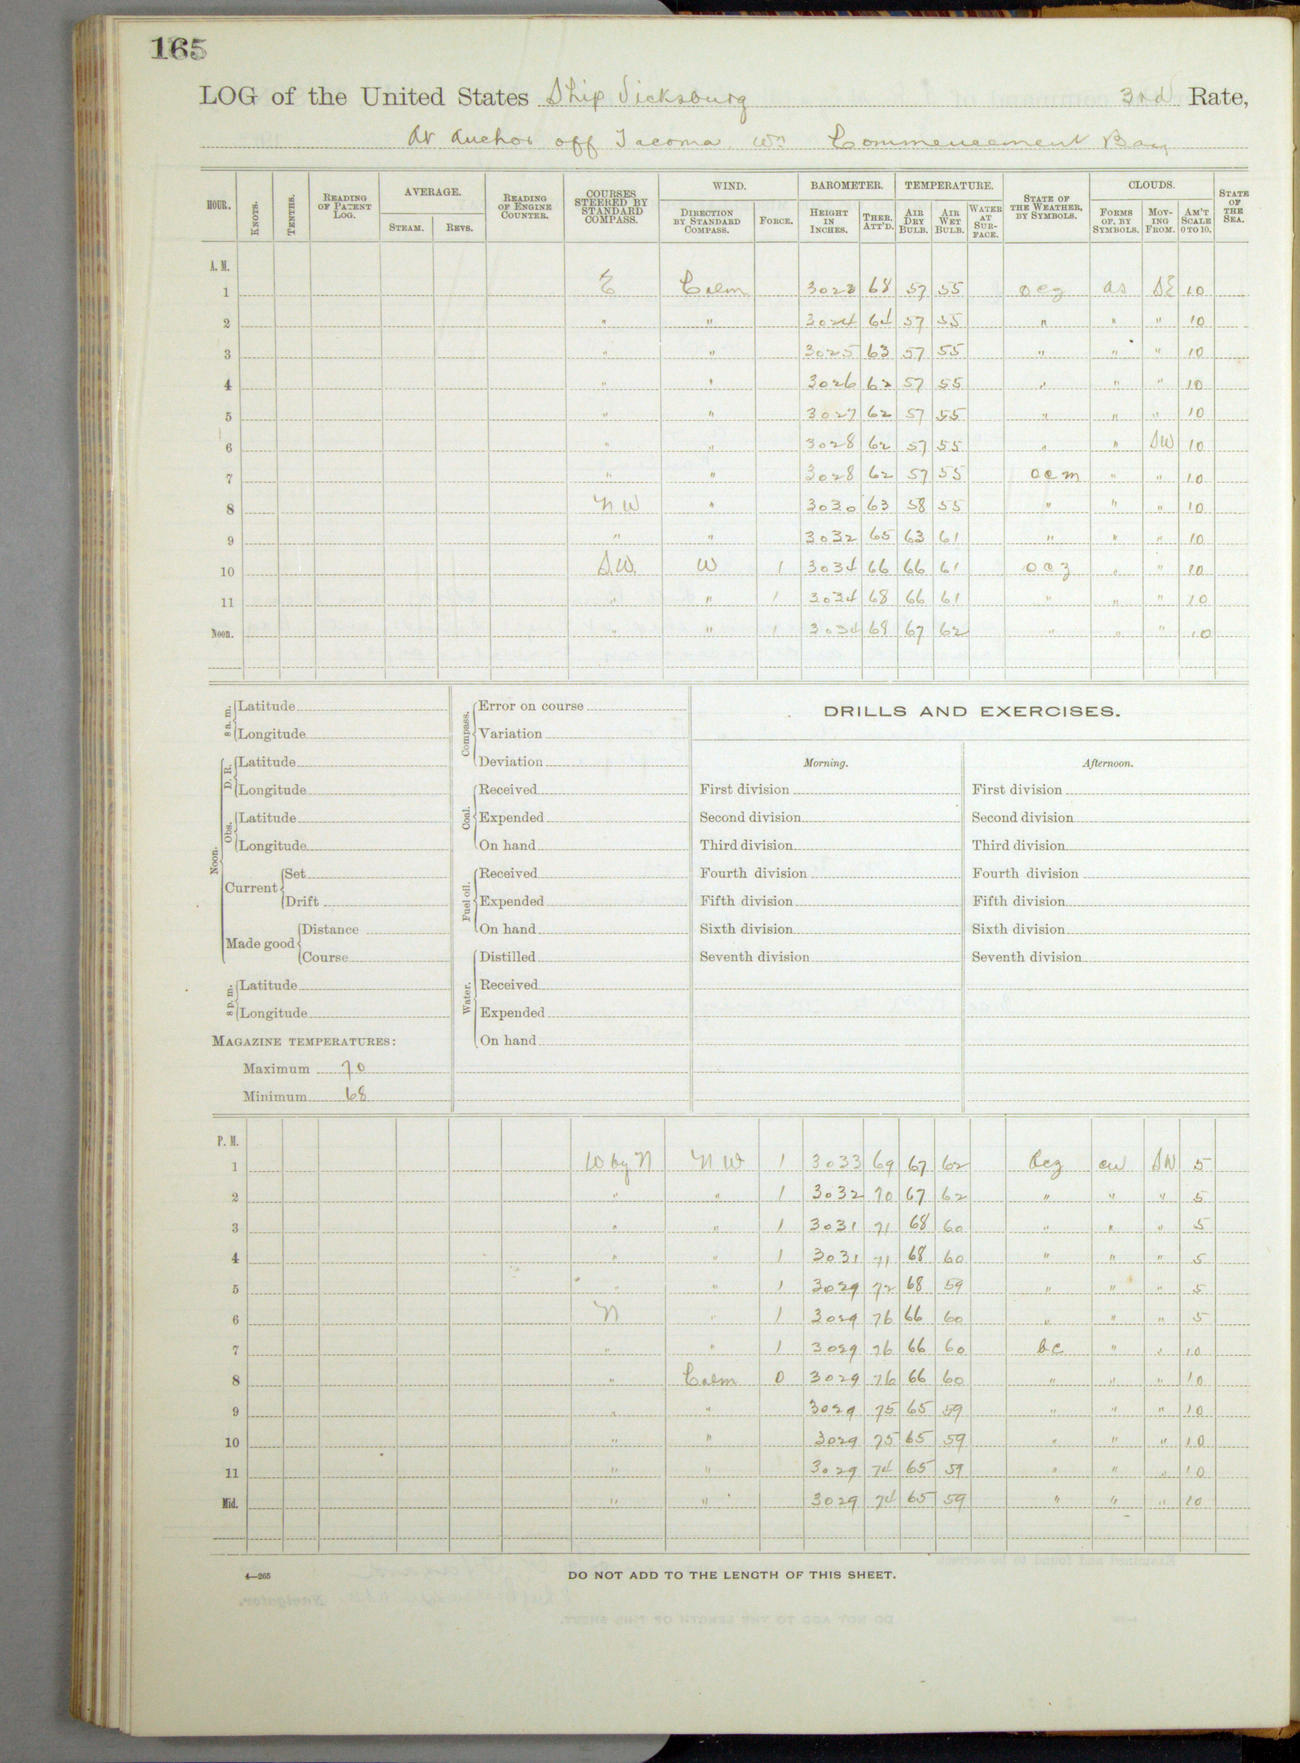 165
LOG of the United States Ship Vicksburg 3rd Rate,
At Anchor off Tacoma Wn Commencement Bay
HOUR. KNOTS. TENTHS. READING OF PATENT LOG. AVERAGE. STEAM. REVS. READING OF ENGINE COUNTER. COURSES STEERED BY STANDARD COMPASS. WIND. DIRECTION BY STANDARD COMPASS. FORCE. BAROMETER. HEIGHT IN INCHES. THER. ATT'D. TEMPERATURE. AIR DRY BULB. AIR WET BULB. WATER AT SURFACE. STATE OF THE WEATHER, BY SYMBOLS. CLOUDS. FORMS OF, BY SYMBOLS. MOVING FROM. AM'T SCALE 0 TO 10. STATE OF THE SEA.
A. M.
1 E Calm 3023 68 57 55 ocz as SE 10
2 " " 3024 64 57 55 " " " 10
3 " " 3025 63 57 55 " " " 10
4 " " 3026 62 57 55 " " " 10
5 " " 3027 62 57 55 " " " 10
6 " " 3028 62 57 55 " " SW 10
7 " " 3028 62 57 55 ocm " " 10
8 NW " 3030 63 58 55 " " " 10
9 " " 3032 65 63 61 " " " 10
10 S.W. W 1 3034 66 66 61 ocz " " 10
11 " " 1 3034 68 66 61 " " " 10
Noon. " " 1 3034 68 67 62 " " " 10
8 a. m. Latitude
Longitude
Noon. D. R. Latitude
Longitude
Obs. Latitude
Longitude
Current Set
Drift
Made good Distance
Course
8 p. m. Latitude
Longitude
MAGAZINE TEMPERATURES:
Maximum 70
Minimum 68
Compass. Error on course
Variation
Deviation
Coal. Received
Expended
On hand
Fuel oil. Received
Expended
On hand
Water. Distilled
Received
Expended
On hand
DRILLS AND EXERCISES.
Morning. Afternoon.
First division First division
Second division Second division
Third division Third division
Fourth division Fourth division
Fifth division Fifth division
Sixth division Sixth division
Seventh division Seventh division
P. M.
1 W by N NW 1 3033 69 67 62 bcz cu SW 5
2 " " 1 3032 70 67 62 " " " 5
3 " " 1 3031 71 68 60 " " " 5
4 " " 1 3031 71 68 60 " " " 5
5 " " 1 3029 72 68 59 " " " 5
6 N " 1 3029 76 66 60 " " " 5
7 " " 1 3029 76 66 60 bc " " 10
8 " Calm 0 3029 76 66 60 " " " 10
9 " " 3029 75 65 59 " " " 10
10 " " 3029 75 65 59 " " " 10
11 " " 3029 74 65 59 " " " 10
Mid. " " 3029 74 65 59 " " " 10
4—265
DO NOT ADD TO THE LENGTH OF THIS SHEET.